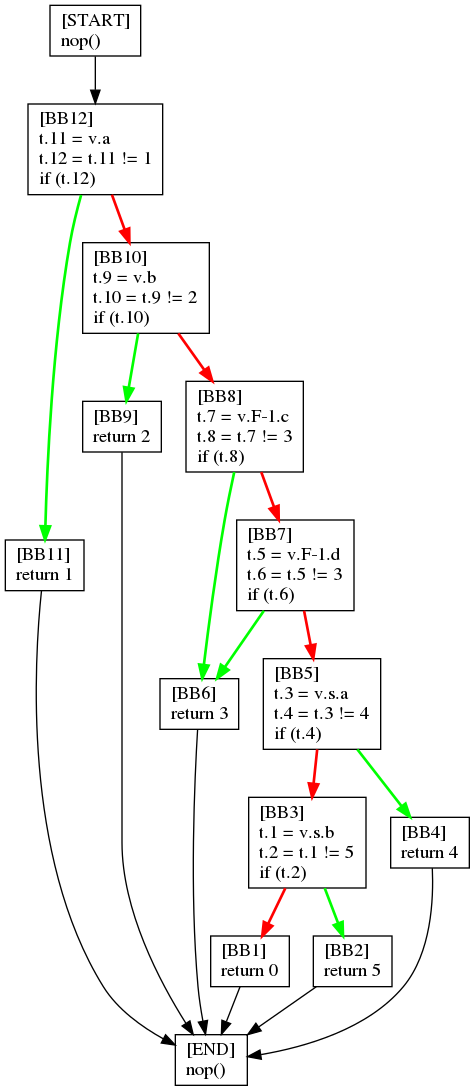 [START]
nop()
[BB12]
t.11 = v.a
t.12 = t.11 != 1
if (t.12)
[BB10]
t.9 = v.b
t.10 = t.9 != 2
if (t.10)
[BB8]
t.7 = v.F-1.c
t.8 = t.7 != 3
if (t.8)
[BB9]
return 2
[BB7]
t.5 = v.F-1.d
t.6 = t.5 != 3
if (t.6)
[BB11]
return 1
[BB5]
t.3 = v.s.a
t.4 = t.3 != 4
if (t.4)
[BB6]
return 3
[BB3]
t.1 = v.s.b
t.2 = t.1 != 5
if (t.2)
[BB4]
return 4
[BB1]
return 0
[BB2]
return 5
[END]
nop()